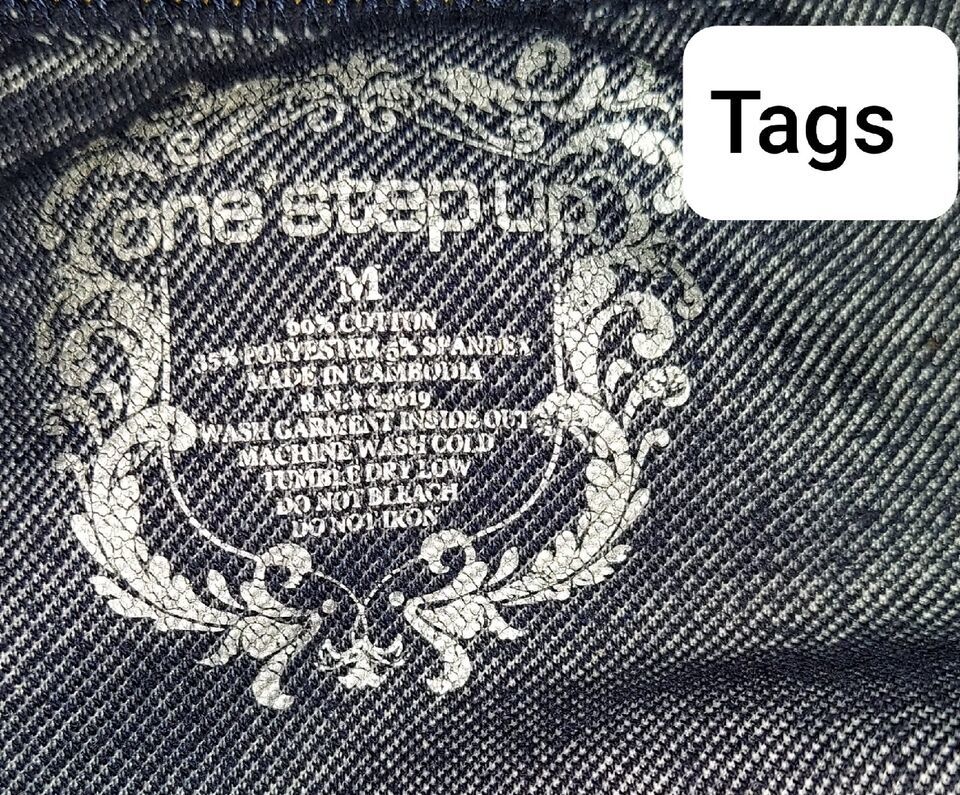 Tags
one step up
M
60% COTTON
35% POLYESTER 5% SPANDEX
MADE IN CAMBODIA
R.N.# 63619
WASH GARMENT INSIDE OUT
MACHINE WASH COLD
TUMBLE DRY LOW
DO NOT BLEACH
DO NOT IRON